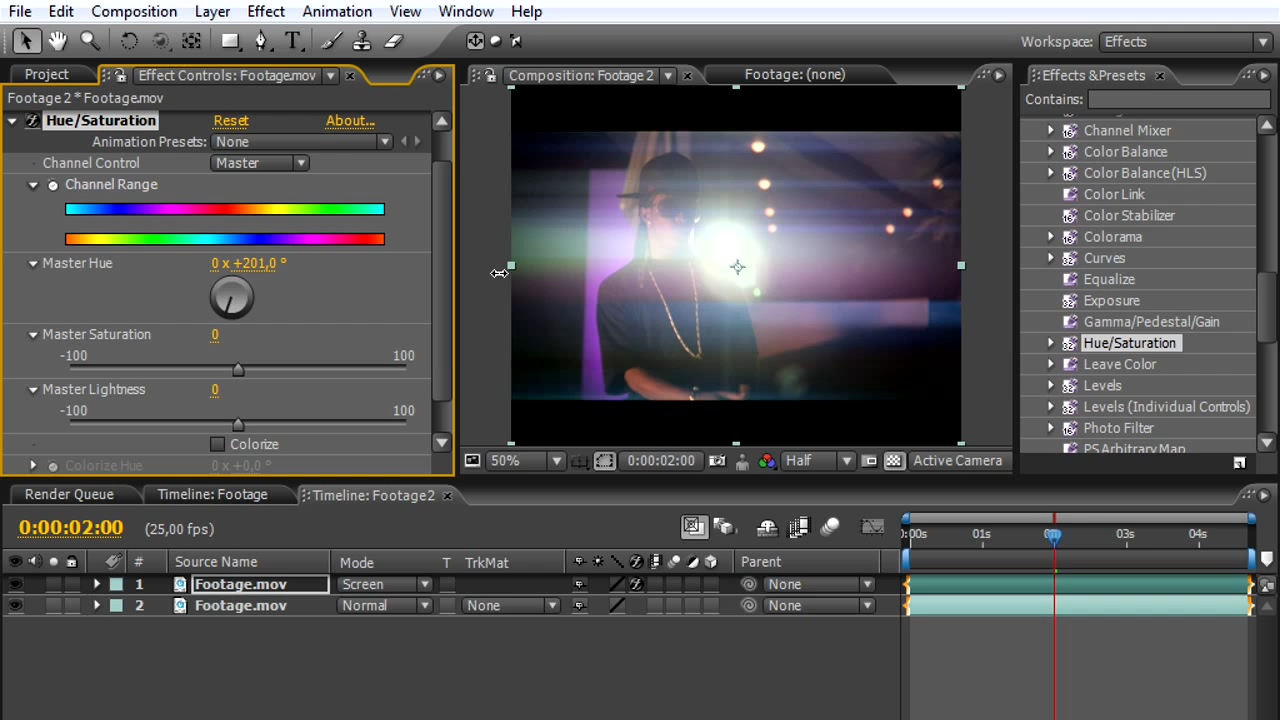 File Edit Composition Layer Effect Animation View Window Help
Workspace: Effects
Project Effect Controls: Footage.mov
Composition: Footage 2 Footage: (none)
Effects & Presets
Footage 2 * Footage.mov
Contains:
Hue/Saturation Reset About...
Animation Presets: None
Channel Control Master
Channel Range
Master Hue 0 x +201,0 °
Master Saturation 0
-100 100
Master Lightness 0
-100 100
Colorize
Colorize Hue 0 x +0,0 °
50% 0:00:02:00 Half Active Camera
Channel Mixer
Color Balance
Color Balance (HLS)
Color Link
Color Stabilizer
Colorama
Curves
Equalize
Exposure
Gamma/Pedestal/Gain
Hue/Saturation
Leave Color
Levels
Levels (Individual Controls)
Photo Filter
PS Arbitrary Map
Render Queue Timeline: Footage Timeline: Footage 2
0:00:02:00 (25,00 fps)
:00s 01s 03s 04s
# Source Name Mode T TrkMat Parent
1 Footage.mov Screen None
2 Footage.mov Normal None None